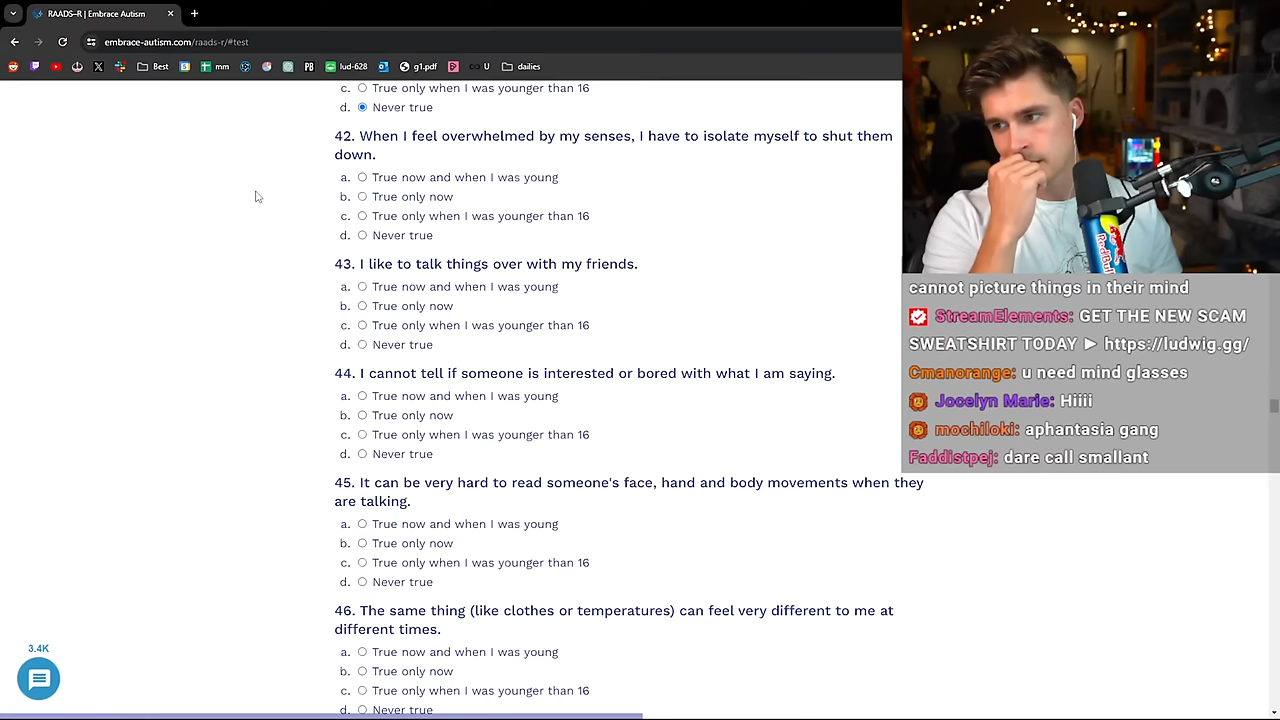 RAADS–R | Embrace Autism
embrace-autism.com/raads-r/#test
Best
mm
PB
lud-628
g1.pdf
U
dailies
c. True only when I was younger than 16
d. Never true
42. When I feel overwhelmed by my senses, I have to isolate myself to shut them
down.
a. True now and when I was young
b. True only now
c. True only when I was younger than 16
d. Never true
43. I like to talk things over with my friends.
a. True now and when I was young
b. True only now
c. True only when I was younger than 16
d. Never true
44. I cannot tell if someone is interested or bored with what I am saying.
a. True now and when I was young
b. True only now
c. True only when I was younger than 16
d. Never true
45. It can be very hard to read someone's face, hand and body movements when they
are talking.
a. True now and when I was young
b. True only now
c. True only when I was younger than 16
d. Never true
46. The same thing (like clothes or temperatures) can feel very different to me at
different times.
a. True now and when I was young
b. True only now
c. True only when I was younger than 16
d. Never true
3.4K
RedBull
cannot picture things in their mind
StreamElements: GET THE NEW SCAM
SWEATSHIRT TODAY ► https://ludwig.gg/
Cmanorange: u need mind glasses
Jocelyn Marie: Hiiii
mochiloki: aphantasia gang
Faddistpej: dare call smallant